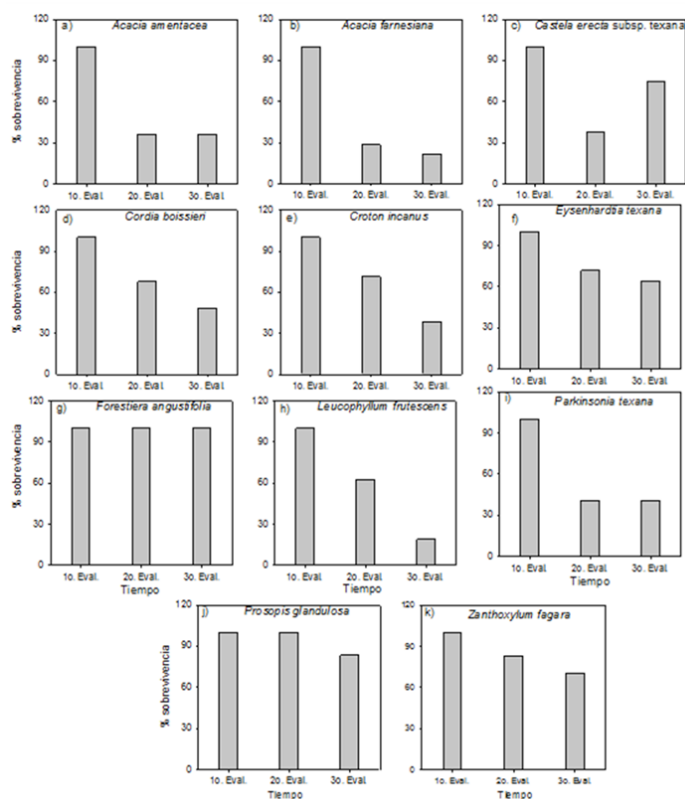 a) Acacia amentacea
120
90
60
30
0
% sobrevivencia
1o. Eval. 2o. Eval. 3o. Eval.
b) Acacia farnesiana
120
90
60
30
0
1o. Eval. 2o. Eval. 3o. Eval.
c) Castela erecta subsp. texana
120
90
60
30
0
1o. Eval. 2o. Eval. 3o. Eval.
d) Cordia boissieri
120
90
60
30
0
% sobrevivencia
1o. Eval. 2o. Eval. 3o. Eval.
e) Croton incanus
120
90
60
30
0
1o. Eval. 2o. Eval. 3o. Eval.
f) Eysenhardtia texana
120
90
60
30
0
1o. Eval. 2o. Eval. 3o. Eval.
g) Forestiera angustifolia
120
90
60
30
0
% sobrevivencia
1o. Eval. 2o. Eval. 3o. Eval.
Tiempo
h) Leucophyllum frutescens
120
90
60
30
0
1o. Eval. 2o. Eval. 3o. Eval.
Tiempo
i) Parkinsonia texana
120
90
60
30
0
1o. Eval. 2o. Eval. 3o. Eval.
Tiempo
j) Prosopis glandulosa
120
90
60
30
0
% sobrevivencia
1o. Eval. 2o. Eval. 3o. Eval.
Tiempo
k) Zanthoxylum fagara
120
90
60
30
0
1o. Eval. 2o. Eval. 3o. Eval.
Tiempo